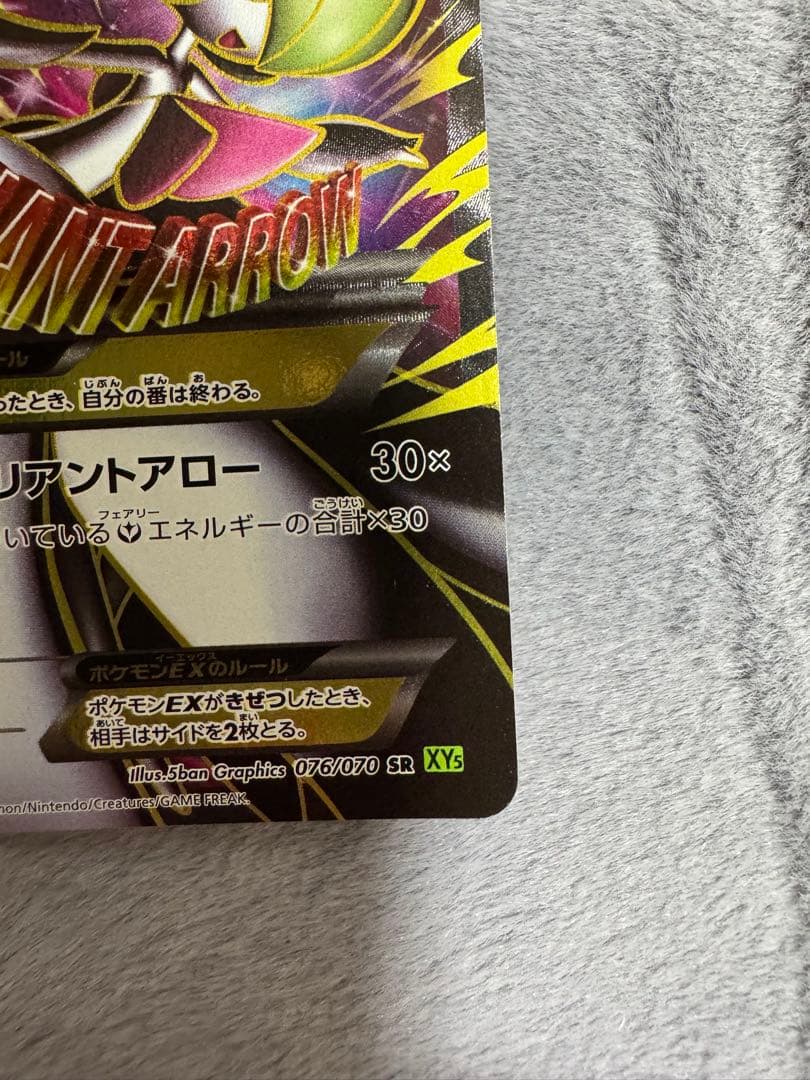 ANT ARROW
ール
ったとき、自分の番は終わる。
リアントアロー 30×
いている エネルギーの合計×30
ポケモンEXのルール
ポケモンEXがきぜつしたとき、
相手はサイドを2枚とる。
Illus.5ban Graphics 076/070 SR XY5
mon/Nintendo/Creatures/GAME FREAK.